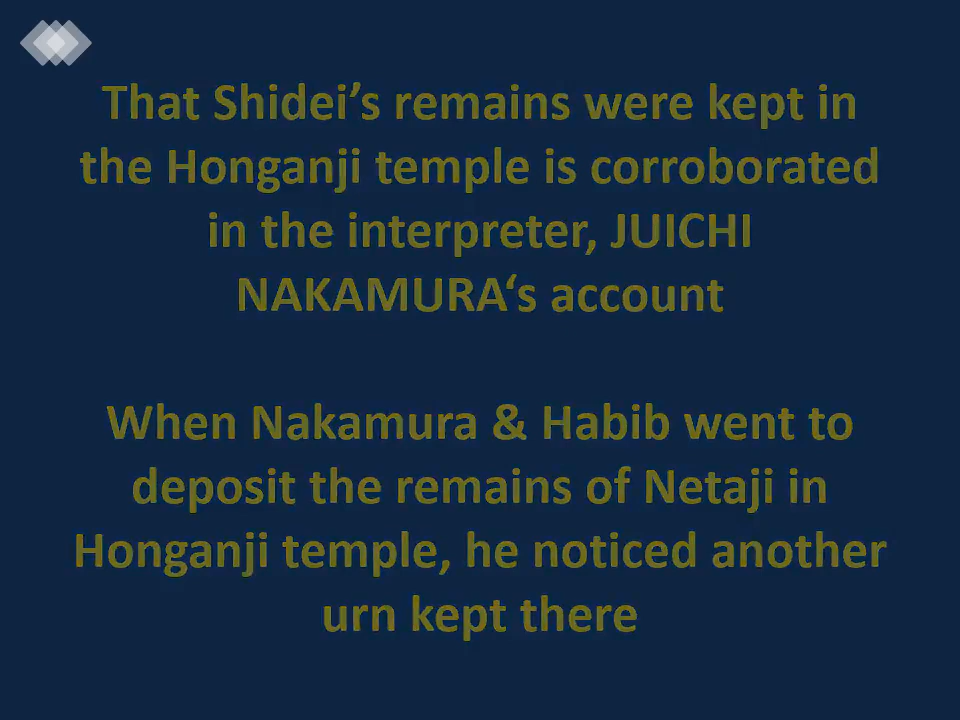 That Shidei’s remains were kept in
the Honganji temple is corroborated
in the interpreter, JUICHI
NAKAMURA‘s account
When Nakamura & Habib went to
deposit the remains of Netaji in
Honganji temple, he noticed another
urn kept there